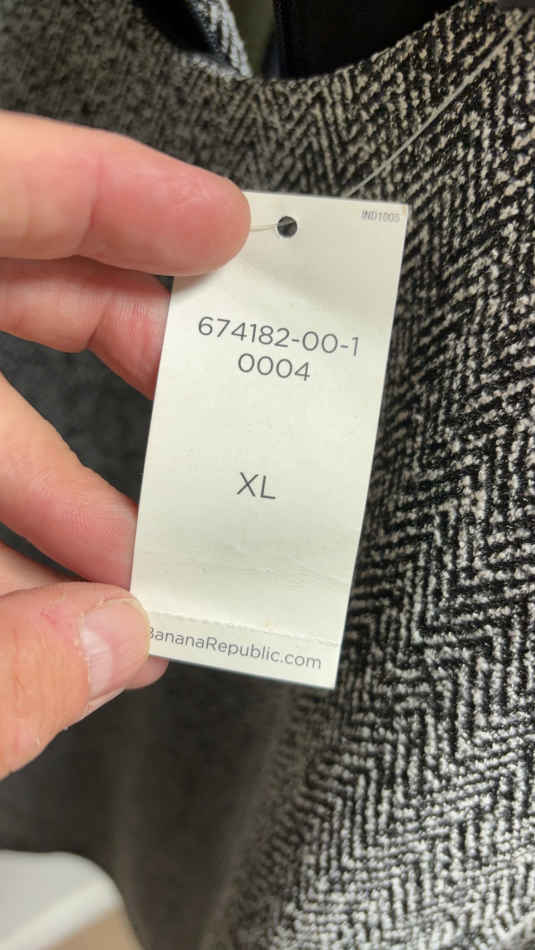 IND1005
674182-00-1
0004
XL
BananaRepublic.com